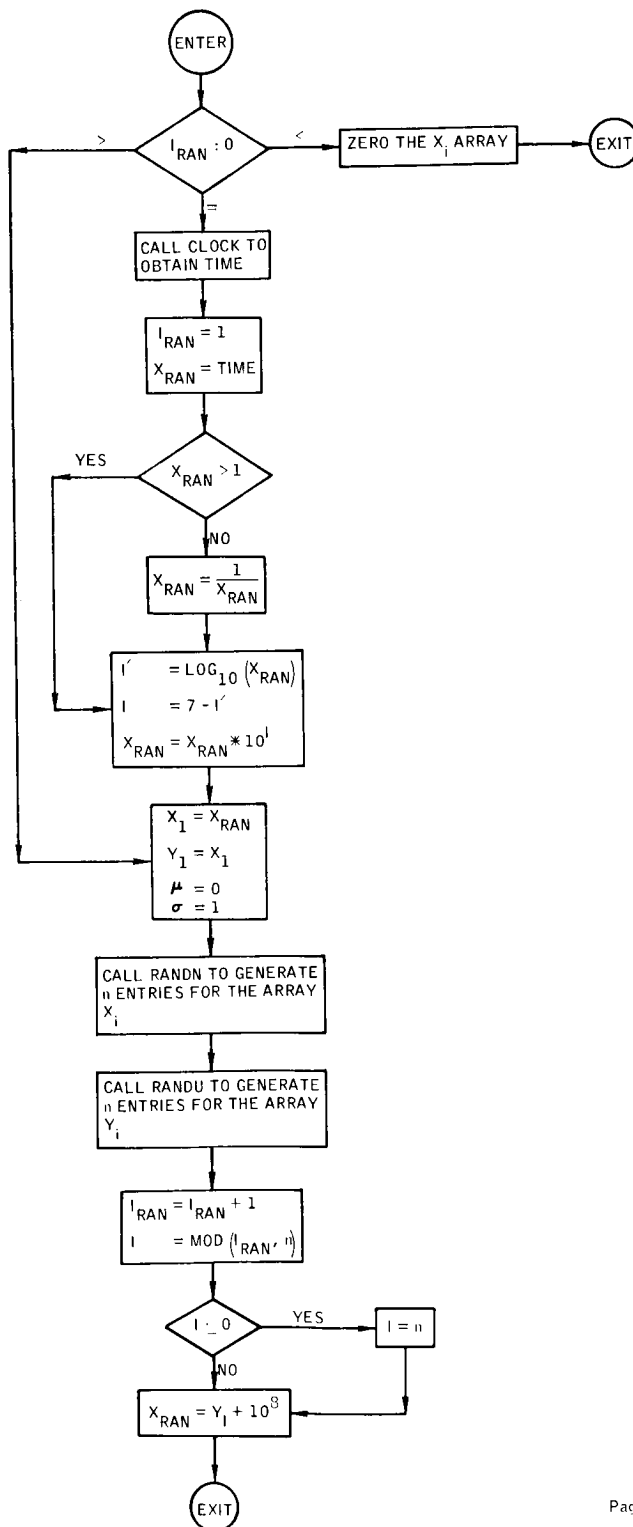 ENTER
I_RAN : 0
>
<
=
ZERO THE X_i ARRAY
EXIT
CALL CLOCK TO
OBTAIN TIME
I_RAN = 1
X_RAN = TIME
YES
X_RAN > 1
NO
X_RAN = 1/X_RAN
I′ = LOG_10 (X_RAN)
I = 7 - I′
X_RAN = X_RAN * 10^I
X_1 = X_RAN
Y_1 = X_1
μ = 0
σ = 1
CALL RANDN TO GENERATE
n ENTRIES FOR THE ARRAY
X_i
CALL RANDU TO GENERATE
n ENTRIES FOR THE ARRAY
Y_i
I_RAN = I_RAN + 1
I = MOD (I_RAN, n)
I 0
YES
I = n
NO
X_RAN = Y_I + 10^8
EXIT
Pag